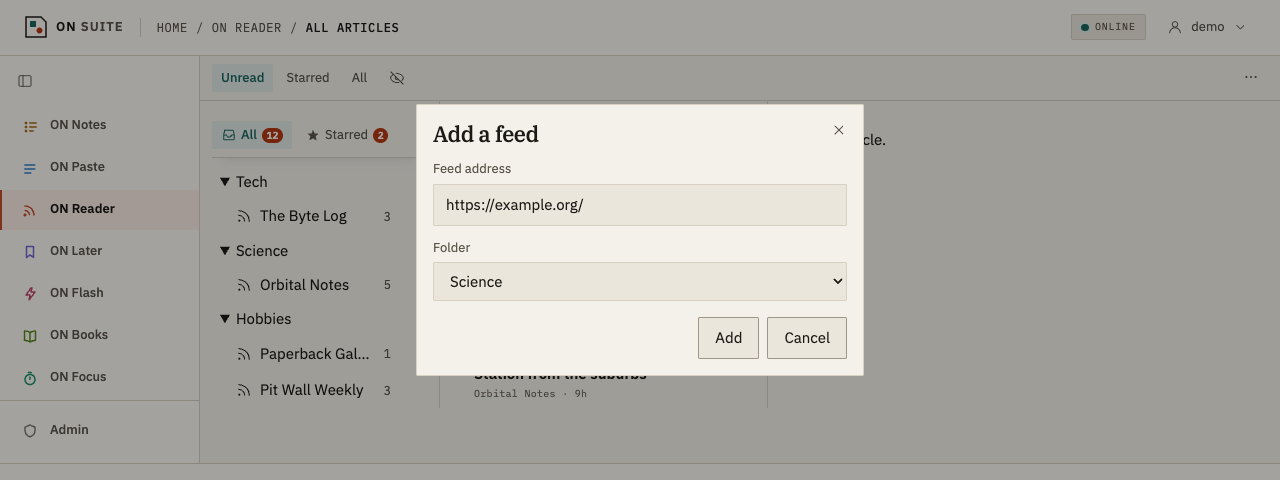 ON SUITE
HOME / ON READER / ALL ARTICLES
ONLINE
demo
Unread
Starred
All
...
ON Notes
ON Paste
ON Reader
ON Later
ON Flash
ON Books
ON Focus
Admin
All 12
Starred 2
Tech
The Byte Log 3
Science
Orbital Notes 5
Hobbies
Paperback Gal... 1
Pit Wall Weekly 3
Add a feed
Feed address
https://example.org/
Folder
Science
Add
Cancel
Station from the suburbs
Orbital Notes · 9h